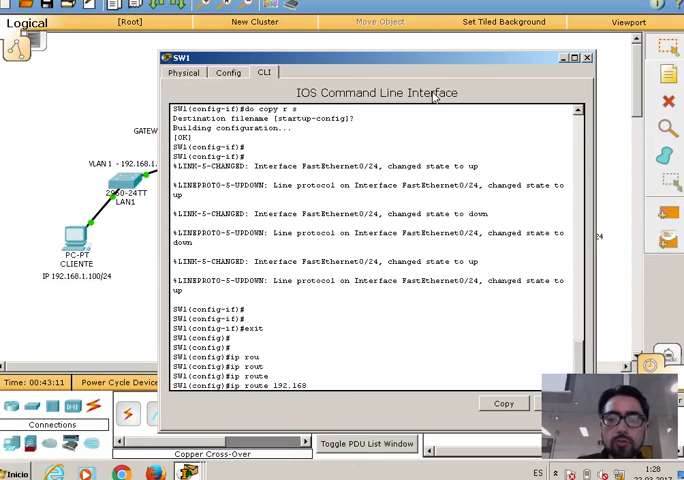 [Root]
New Cluster
Move Object
Set Tiled Background
Viewport
Logical
SW1
Physical
Config
CLI
IOS Command Line Interface
SW1(config-if)#do copy r s
Destination filename [startup-config]?
Building configuration...
[OK]
SW1(config-if)#
SW1(config-if)#
%LINK-5-CHANGED: Interface FastEthernet0/24, changed state to up
%LINEPROTO-5-UPDOWN: Line protocol on Interface FastEthernet0/24, changed state to
up
%LINK-5-CHANGED: Interface FastEthernet0/24, changed state to down
%LINEPROTO-5-UPDOWN: Line protocol on Interface FastEthernet0/24, changed state to
down
%LINK-5-CHANGED: Interface FastEthernet0/24, changed state to up
%LINEPROTO-5-UPDOWN: Line protocol on Interface FastEthernet0/24, changed state to
up
SW1(config-if)#
SW1(config-if)#
SW1(config-if)#exit
SW1(config)#
SW1(config)#
SW1(config)#ip rou
SW1(config)#ip rout
SW1(config)#ip route
SW1(config)#ip route 192.168
Copy
GATEW
VLAN 1 - 192.168.1.
2950-24TT
LAN1
PC-PT
CLIENTE
IP 192.168.1.100/24
24
Time: 00:43:11
Power Cycle Device
Connections
Copper Cross-Over
Toggle PDU List Window
Inicio
ES
1:28
22.03.2017